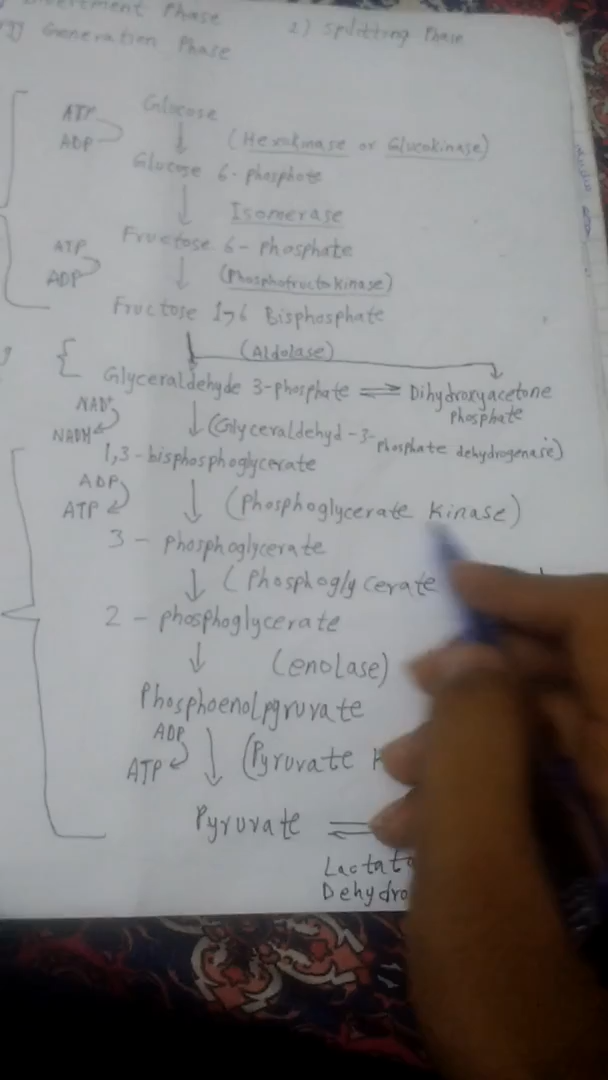 Phase 2) Splitting Phase
Generation Phase
Glucose
ATP
ADP
(Hexokinase or Glucokinase)
Glucose 6-phosphate
Isomerase
Fructose 6-Phosphate
ATP
ADP
(Phosphofructokinase)
Fructose 1→6 Bisphosphate
(Aldolase)
Glyceraldehyde 3-phosphate ⇌ Dihydroxyacetone
phosphate
NAD⁺
NADH
(Glyceraldehyd-3-phosphate dehydrogenase)
1,3-bisphosphoglycerate
ADP
ATP
(Phosphoglycerate Kinase)
3-Phosphoglycerate
(Phosphoglycerate
2-phosphoglycerate
(enolase)
Phosphoenolpyruvate
ADP
ATP
(Pyruvate K
Pyruvate ⇌
Lactat
Dehydro